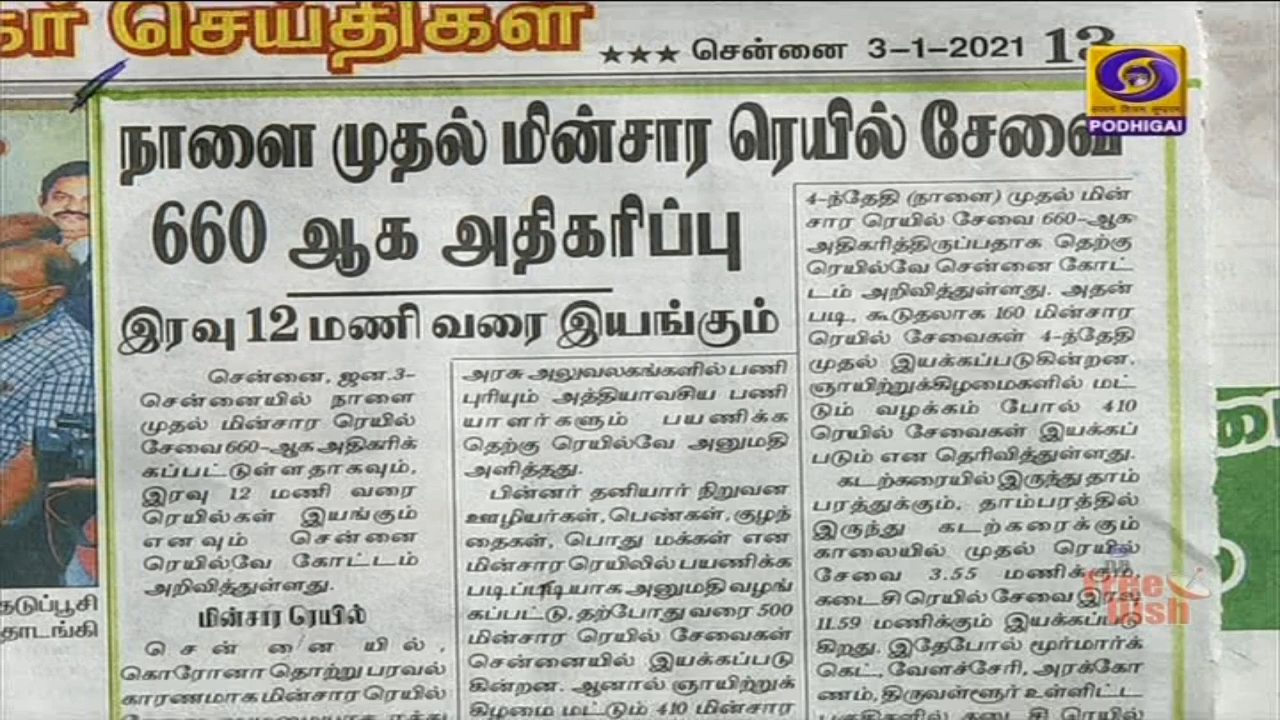 செய்திகள்
★★★ சென்னை 3-1-2021
PODHIGAI
நாளை முதல் மின்சார ரெயில் சேவை
660 ஆக அதிகரிப்பு
இரவு 12 மணி வரை இயங்கும்
சென்னை, ஜன.3-
சென்னையில் நாளை
முதல் மின்சார ரெயில்
சேவை 660-ஆக அதிகரிக்
கப்பட்டுள்ளதாகவும்,
இரவு 12 மணி வரை
ரெயில்கள் இயங்கும்
எனவும் சென்னை
ரெயில்வே கோட்டம்
அறிவித்துள்ளது.
மின்சார ரெயில்
சென்னையில்,
கொரோனா தொற்று பரவல்
காரணமாக மின்சார ரெயில்
அரசு அலுவலகங்களில் பணி
புரியும் அத்தியாவசிய பணி
யாளர்களும் பயணிக்க
தெற்கு ரெயில்வே அனுமதி
அளித்தது.
பின்னர் தனியார் நிறுவன
ஊழியர்கள், பெண்கள், குழந்
தைகள், பொது மக்கள் என
மின்சார ரெயிலில் பயணிக்க
படிப்படியாக அனுமதி வழங்
கப்பட்டு, தற்போது வரை 500
மின்சார ரெயில் சேவைகள்
சென்னையில் இயக்கப்படு
கின்றன. ஆனால் ஞாயிற்றுக்
கிழமை மட்டும் 410 மின்சார
4-ந்தேதி (நாளை) முதல் மின்
சார ரெயில் சேவை 660-ஆக
அதிகரித்திருப்பதாக தெற்கு
ரெயில்வே சென்னை கோட்
டம் அறிவித்துள்ளது. அதன்
படி, கூடுதலாக 160 மின்சார
ரெயில் சேவைகள் 4-ந்தேதி
முதல் இயக்கப்படுகின்றன.
ஞாயிற்றுக்கிழமைகளில் மட்
டும் வழக்கம் போல் 410
ரெயில் சேவைகள் இயக்கப்
படும் என தெரிவித்துள்ளது.
கடற்கரையில் இருந்து தாம்
பரத்துக்கும், தாம்பரத்தில்
இருந்து கடற்கரைக்கும்
காலையில் முதல் ரெயில்
சேவை 3.55 மணிக்கும்,
கடைசி ரெயில் சேவை இரவு
11.59 மணிக்கும் இயக்கப்படு
கிறது. இதேபோல் மூர்மார்க்
கெட், வேளச்சேரி, அரக்கோ
ணம், திருவள்ளூர் உள்ளிட்ட
தடுப்பூசி
free
Dish